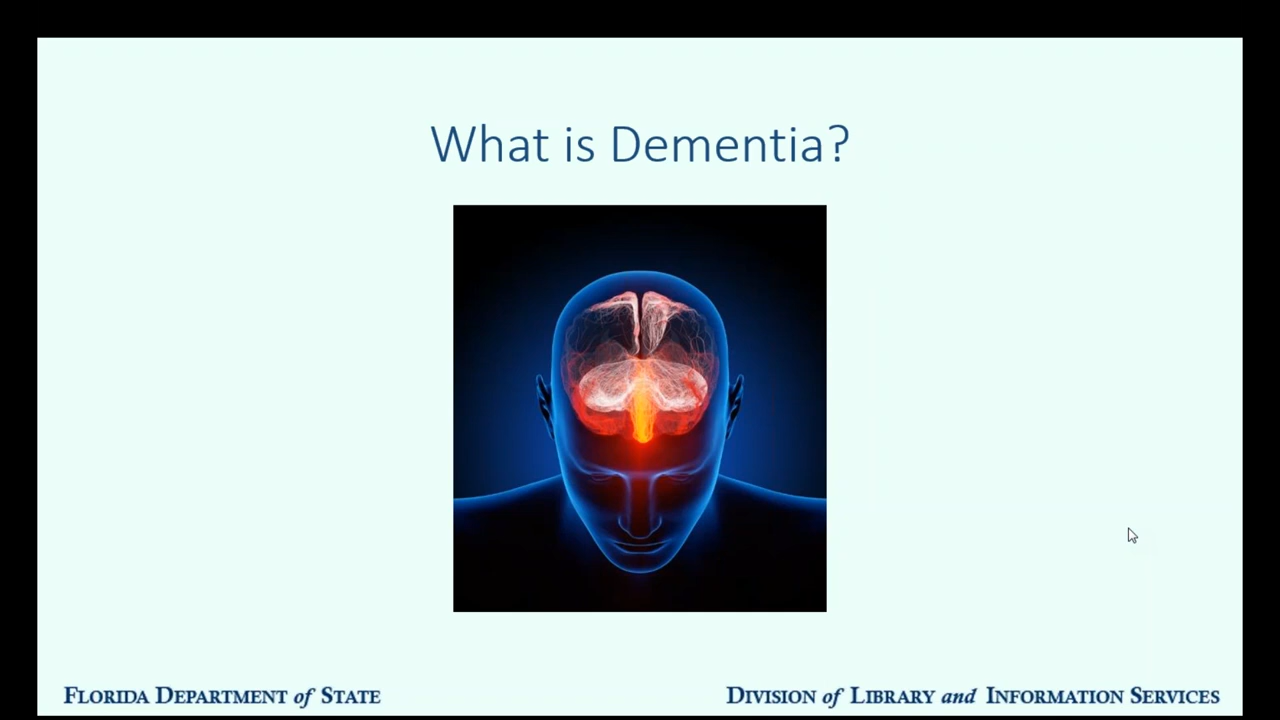 What is Dementia?
FLORIDA DEPARTMENT of STATE
DIVISION of LIBRARY and INFORMATION SERVICES